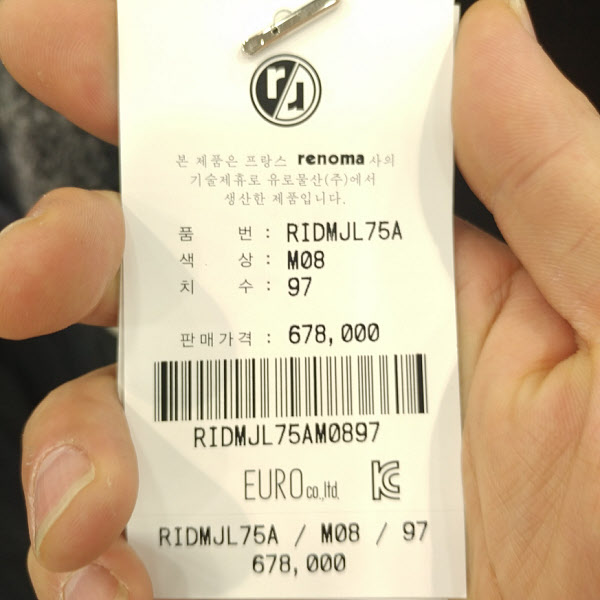 본 제품은 프랑스 renoma 사의
기술제휴로 유로물산(주)에서
생산한 제품입니다.
품 번 : RIDMJL75A
색 상 : M08
치 수 : 97
판매가격 : 678,000
RIDMJL75AM0897
EURO co.,ltd. KC
RIDMJL75A / M08 / 97
678,000